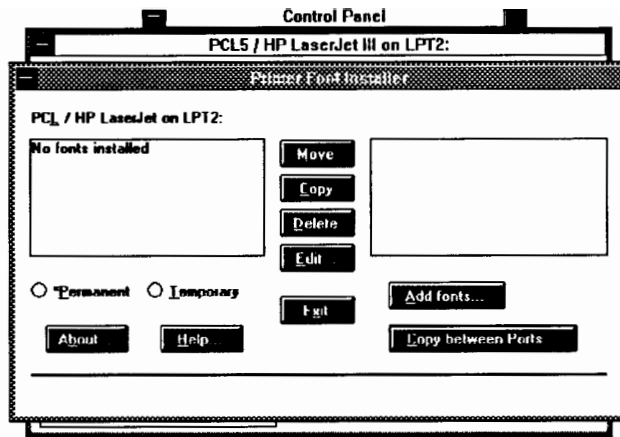 Control Panel
PCL5 / HP LaserJet III on LPT2:
Printer Font Installer
PCL / HP LaserJet on LPT2:
No fonts installed
Move
Copy
Delete
Edit...
*Permanent
Temporary
Exit
Add fonts...
About...
Help...
Copy between Ports...